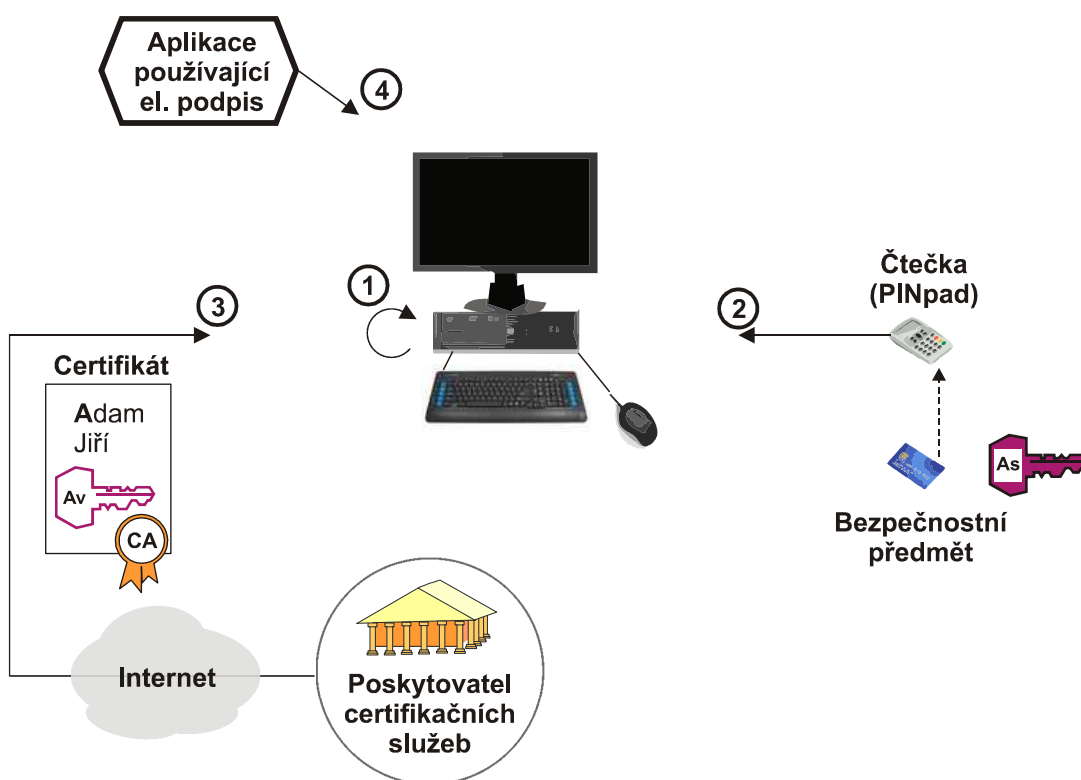 Aplikace
používající
el. podpis
4
1
3
2
Čtečka
(PINpad)
Certifikát
Adam
Jiří
Av
CA
As
Bezpečnostní
předmět
Internet
Poskytovatel
certifikačních
služeb